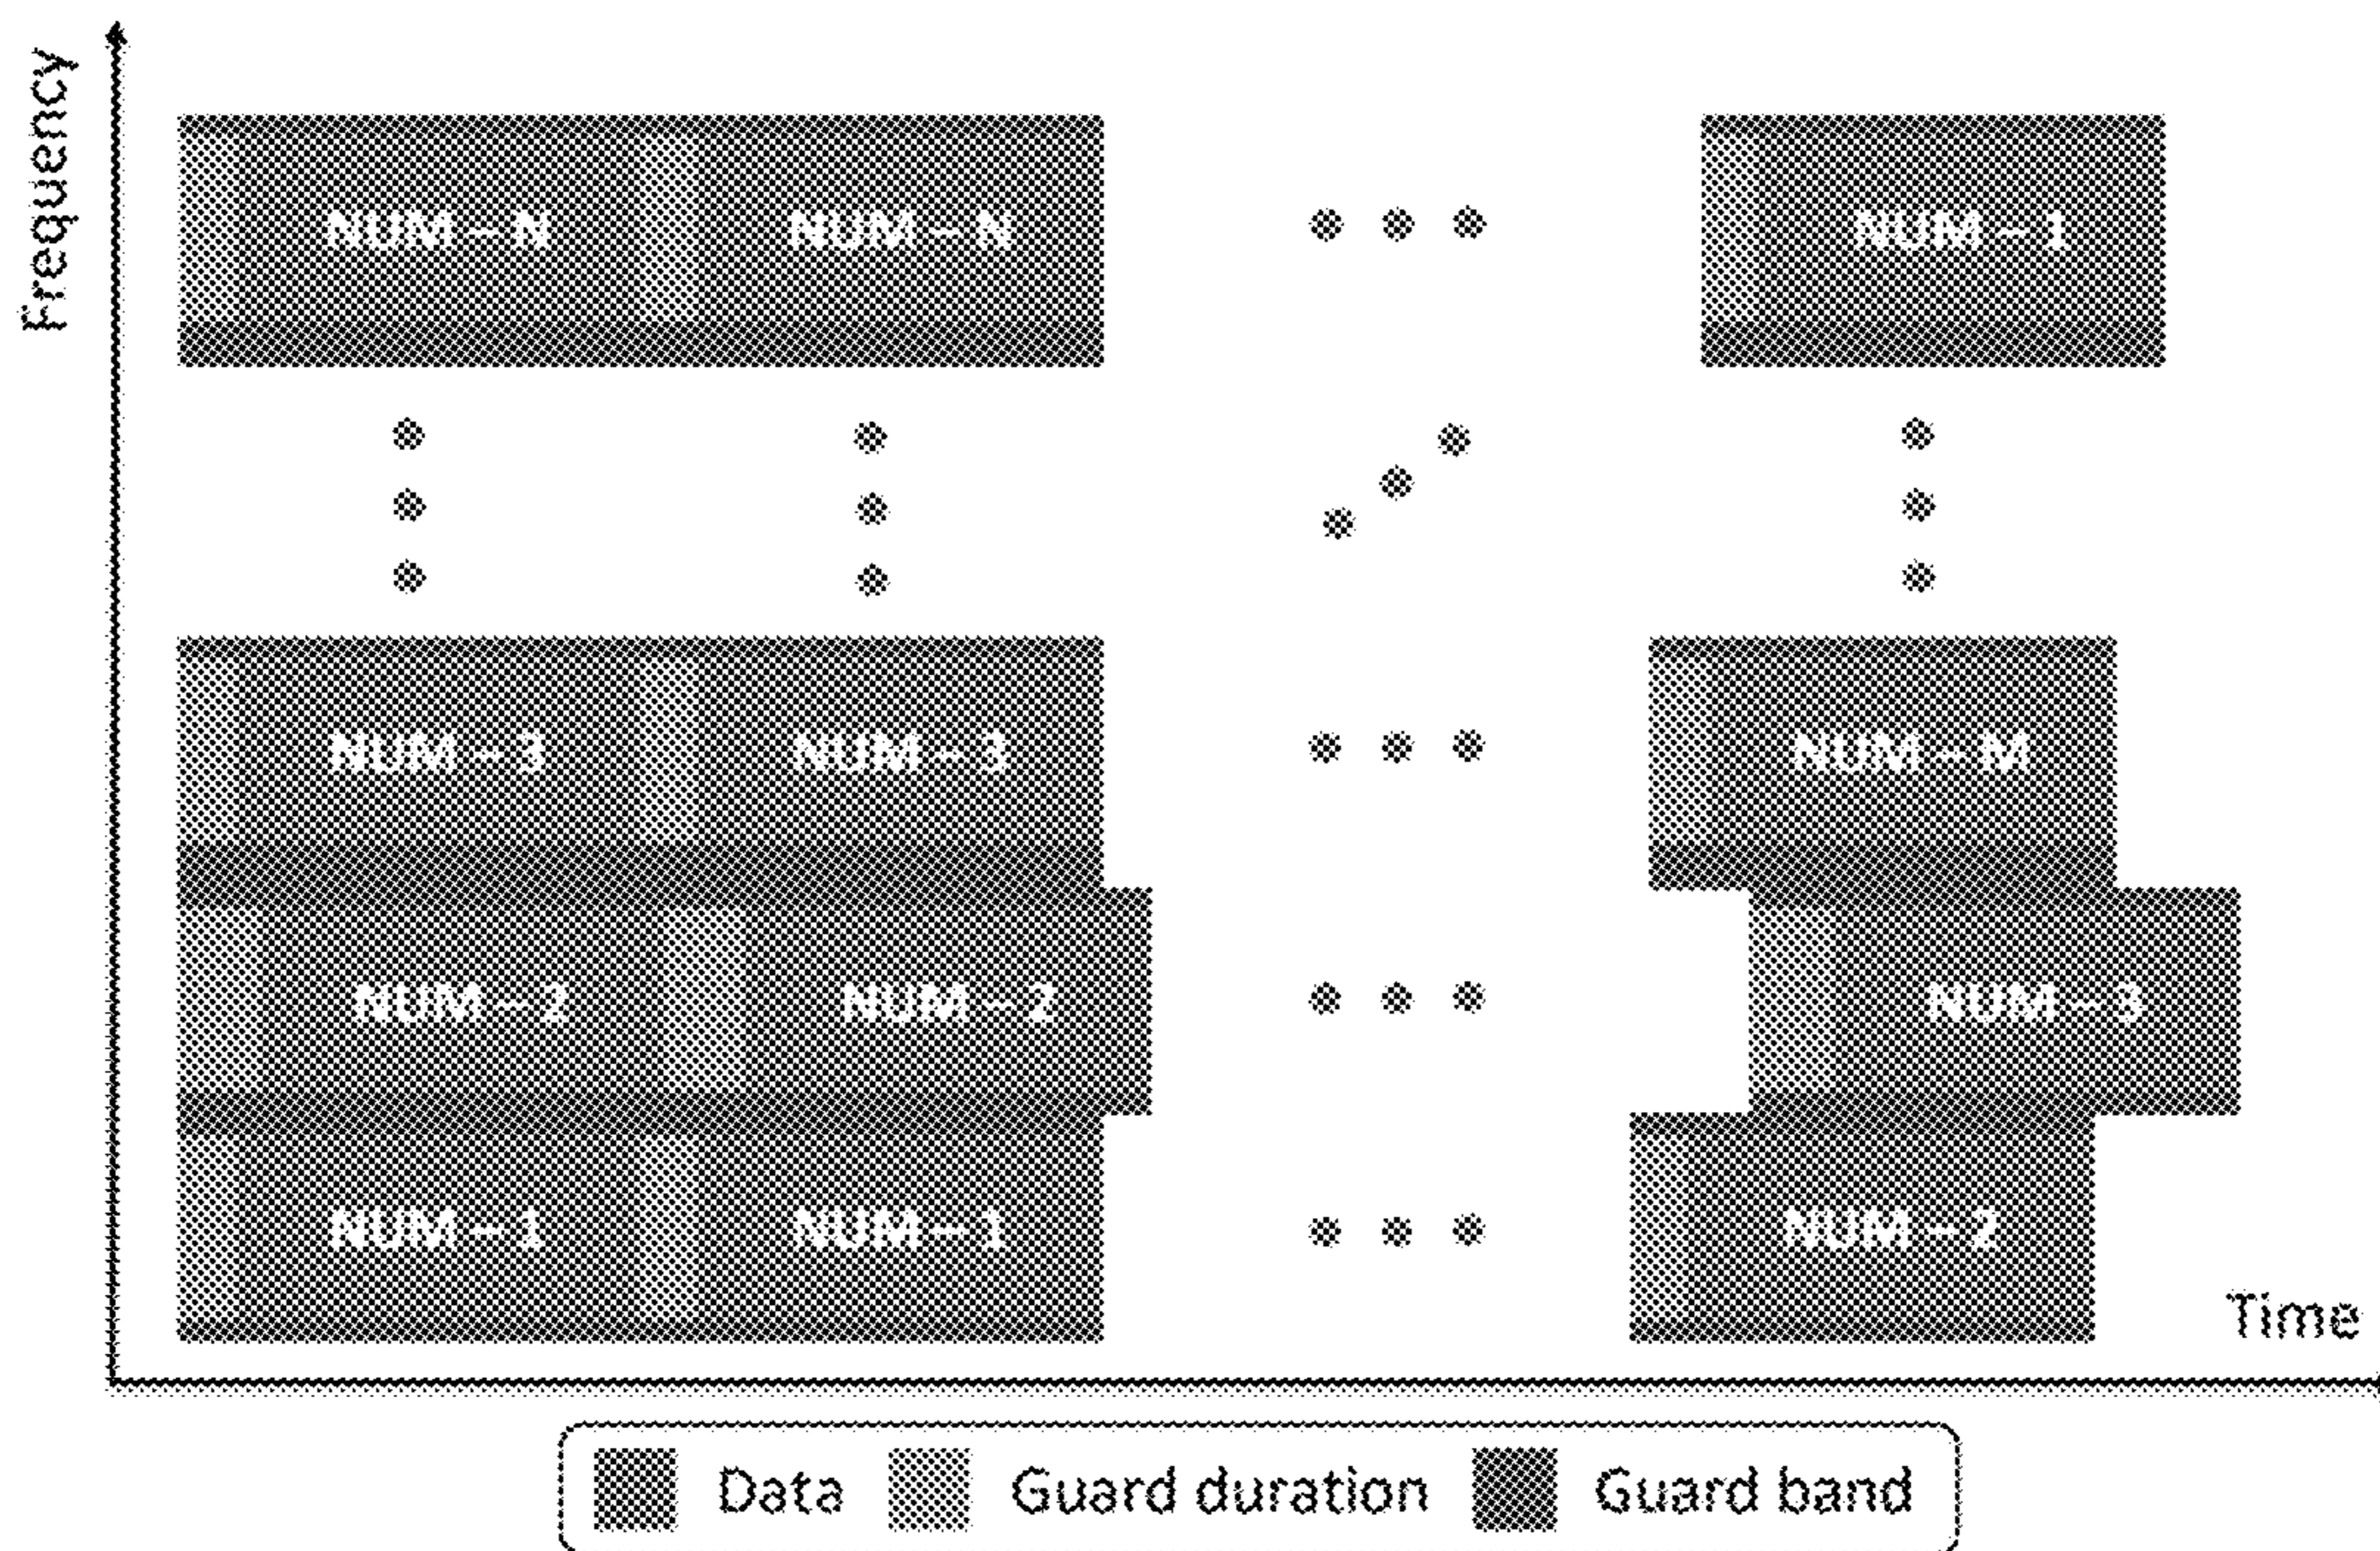 Frequency
NUM – N NUM – N NUM – 1
NUM – 3 NUM – 3 NUM – M
NUM – 2 NUM – 2 NUM – 3
NUM – 1 NUM – 1 NUM – 2
Time
Data Guard duration Guard band